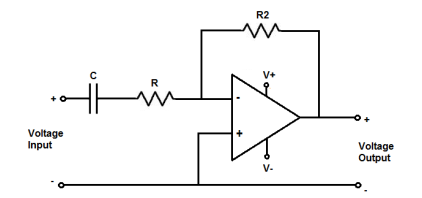 R2
C
R
V+
+
-
+
+
Voltage
Input
Voltage
Output
V-
-
-